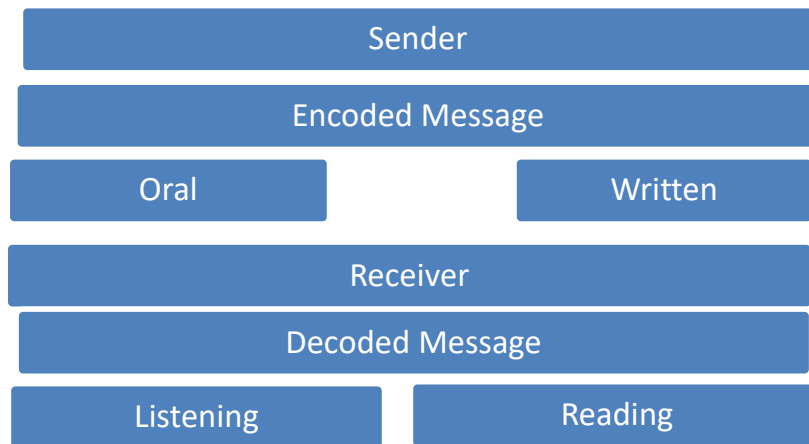 Sender
Encoded Message
Oral
Written
Receiver
Decoded Message
Listening
Reading